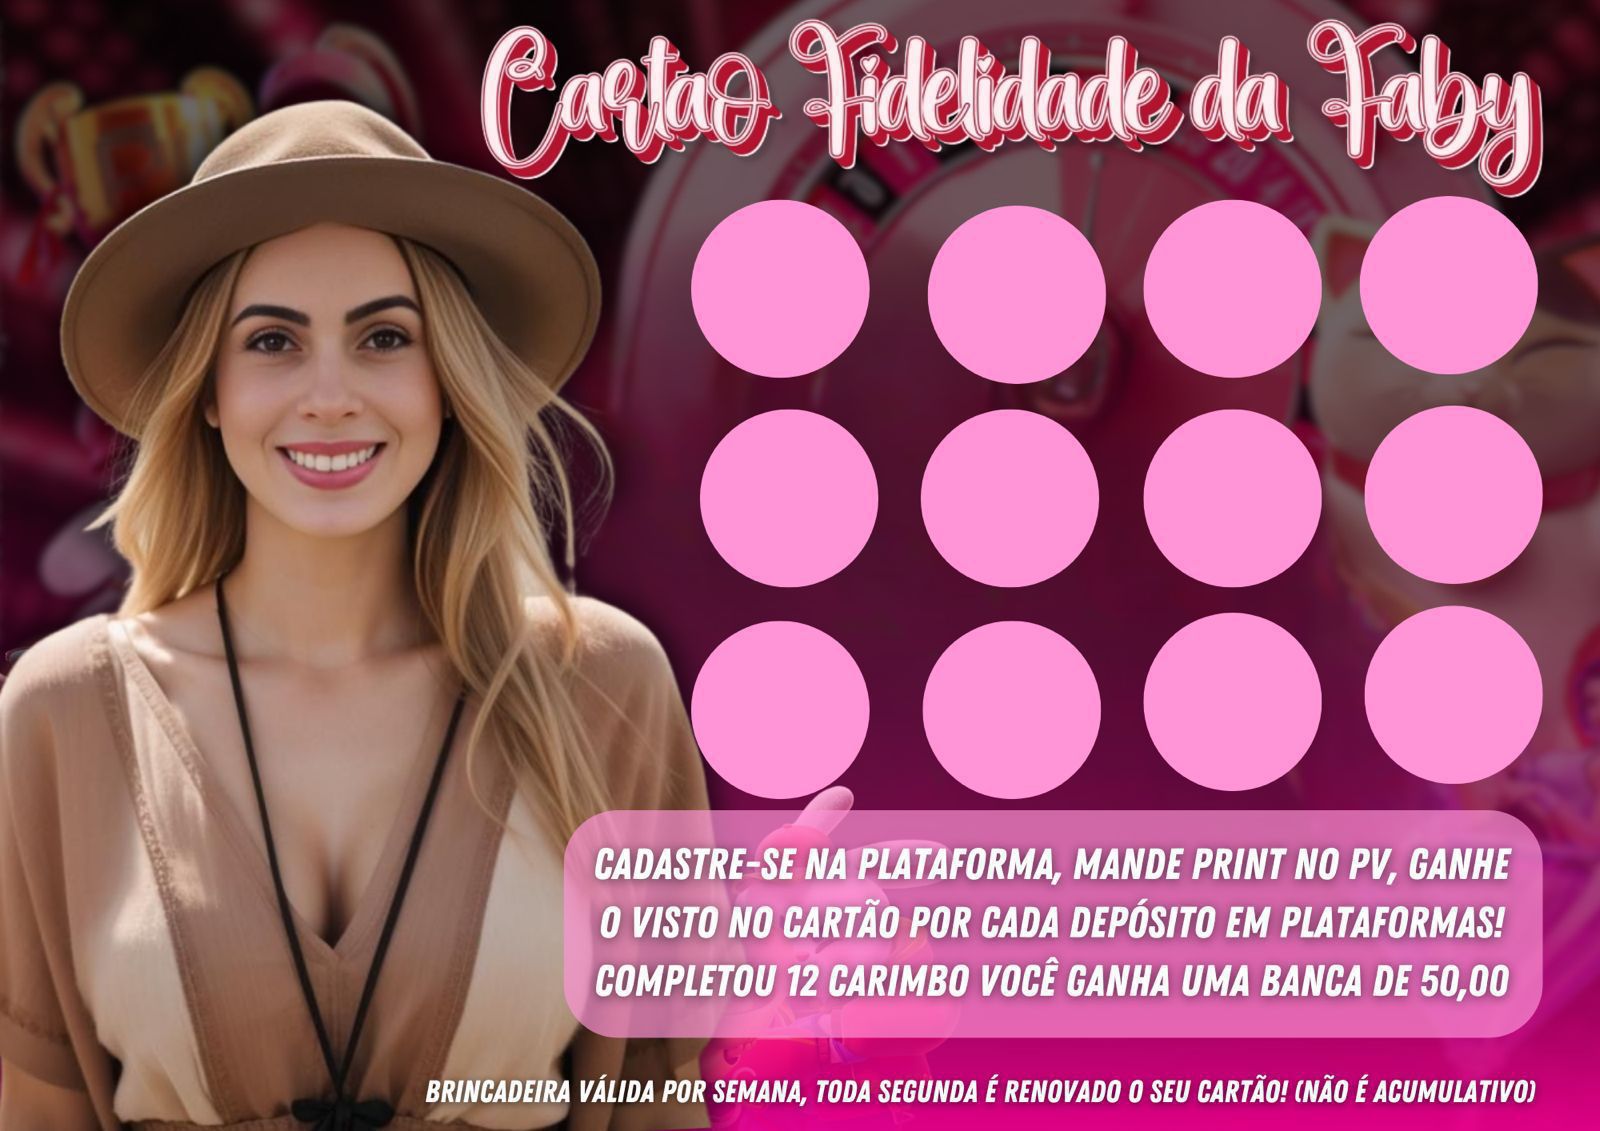 Cartao Fidelidade da Faby
CADASTRE-SE NA PLATAFORMA, MANDE PRINT NO PV, GANHE
O VISTO NO CARTÃO POR CADA DEPÓSITO EM PLATAFORMAS!
COMPLETOU 12 CARIMBO VOCÊ GANHA UMA BANCA DE 50,00
BRINCADEIRA VÁLIDA POR SEMANA, TODA SEGUNDA É RENOVADO O SEU CARTÃO! (NÃO É ACUMULATIVO)